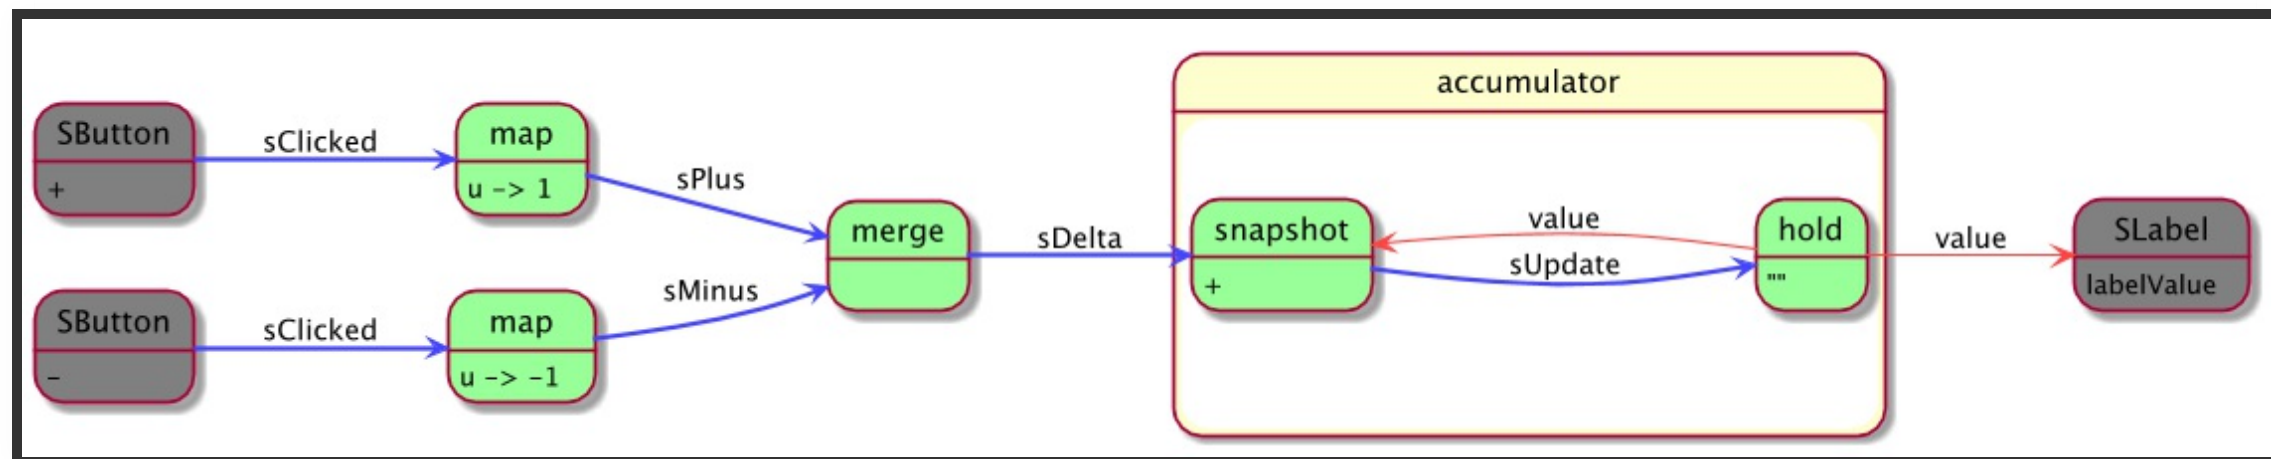 SButton
+
sClicked
map
u -> 1
sPlus
SButton
-
sClicked
map
u -> -1
sMinus
merge
sDelta
accumulator
snapshot
+
value
sUpdate
hold
""
value
SLabel
labelValue